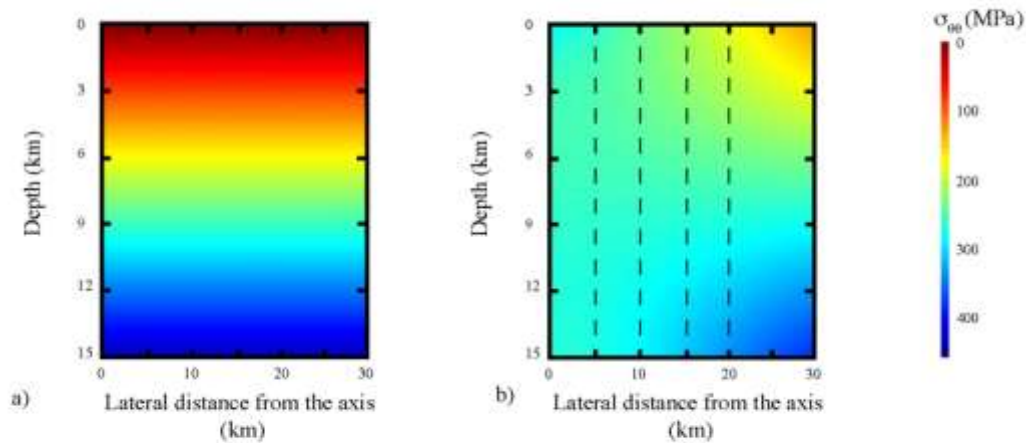 0
3
6
9
12
15
Depth (km)
0 10 20 30
Lateral distance from the axis
(km)
a)
0
3
6
9
12
15
Depth (km)
0 10 20 30
Lateral distance from the axis
(km)
b)
σθθ (MPa)
0
100
200
300
400